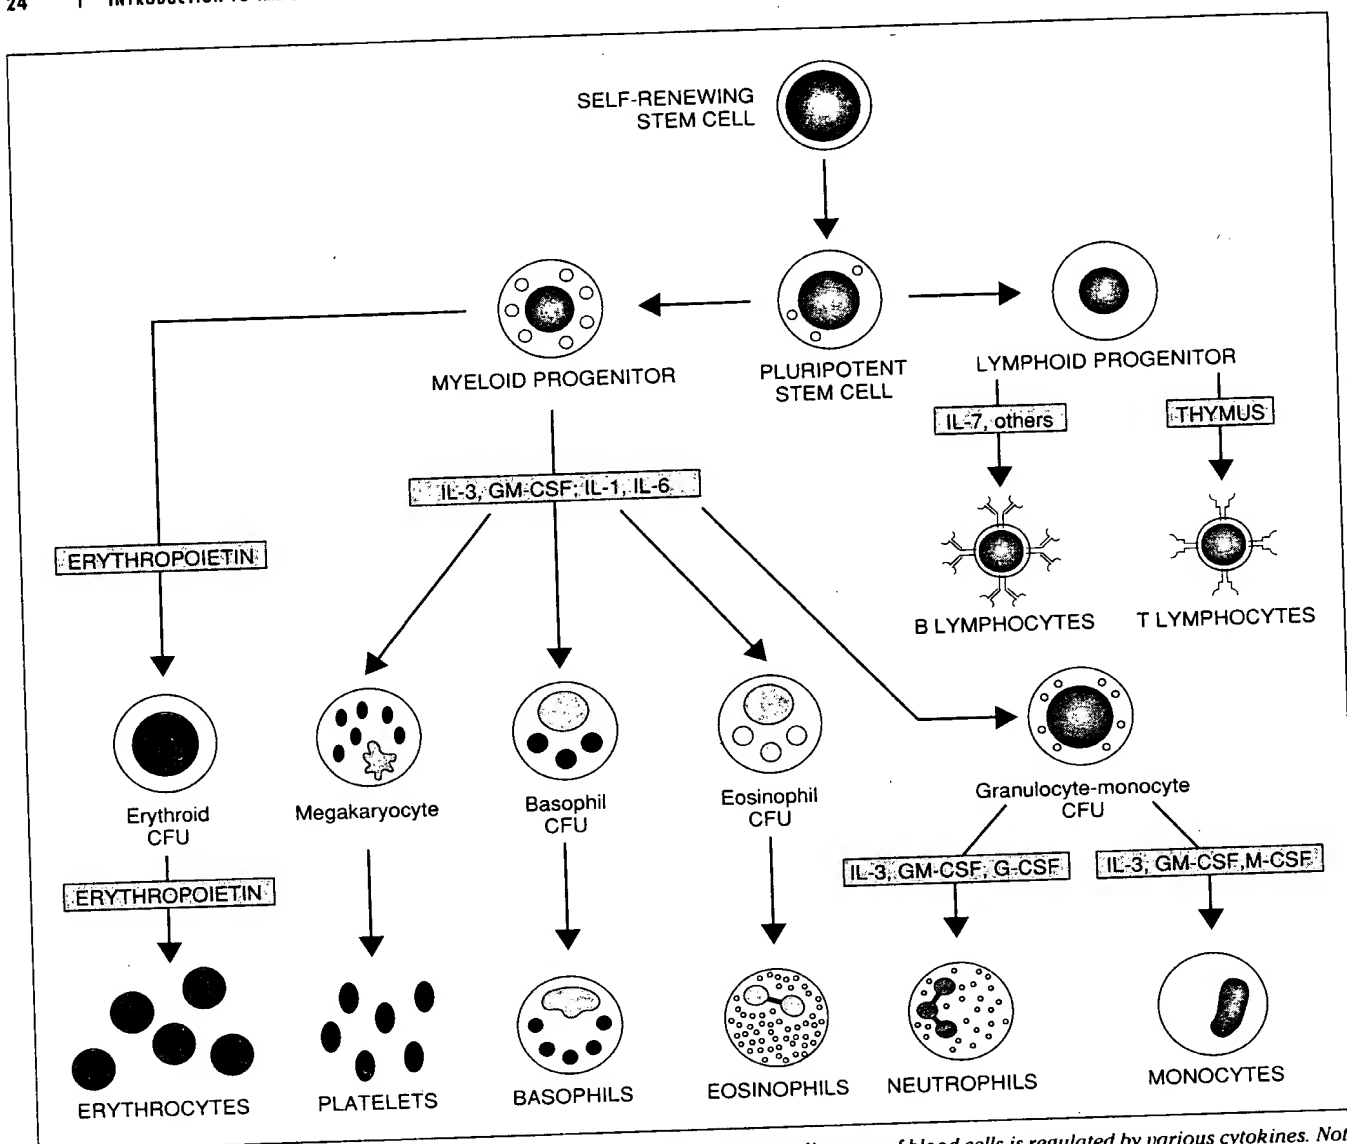 24
INTRODUCTION TO
SELF-RENEWING
STEM CELL
MYELOID PROGENITOR
PLURIPOTENT
STEM CELL
LYMPHOID PROGENITOR
IL-7, others
THYMUS
IL-3, GM-CSF; IL-1, IL-6
ERYTHROPOIETIN
B LYMPHOCYTES
T LYMPHOCYTES
Erythroid
CFU
Megakaryocyte
Basophil
CFU
Eosinophil
CFU
Granulocyte-monocyte
CFU
ERYTHROPOIETIN
IL-3, GM-CSF, G-CSF
IL-3, GM-CSF,M-CSF
ERYTHROCYTES
PLATELETS
BASOPHILS
EOSINOPHILS
NEUTROPHILS
MONOCYTES
of blood cells is regulated by various cytokines. Not